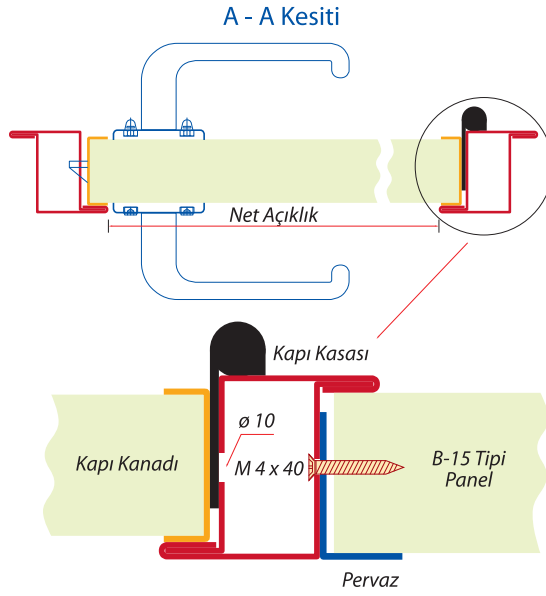 A - A Kesiti
Net Açıklık
Kapı Kasası
ø 10
Kapı Kanadı
M 4 x 40
B-15 Tipi
Panel
Pervaz